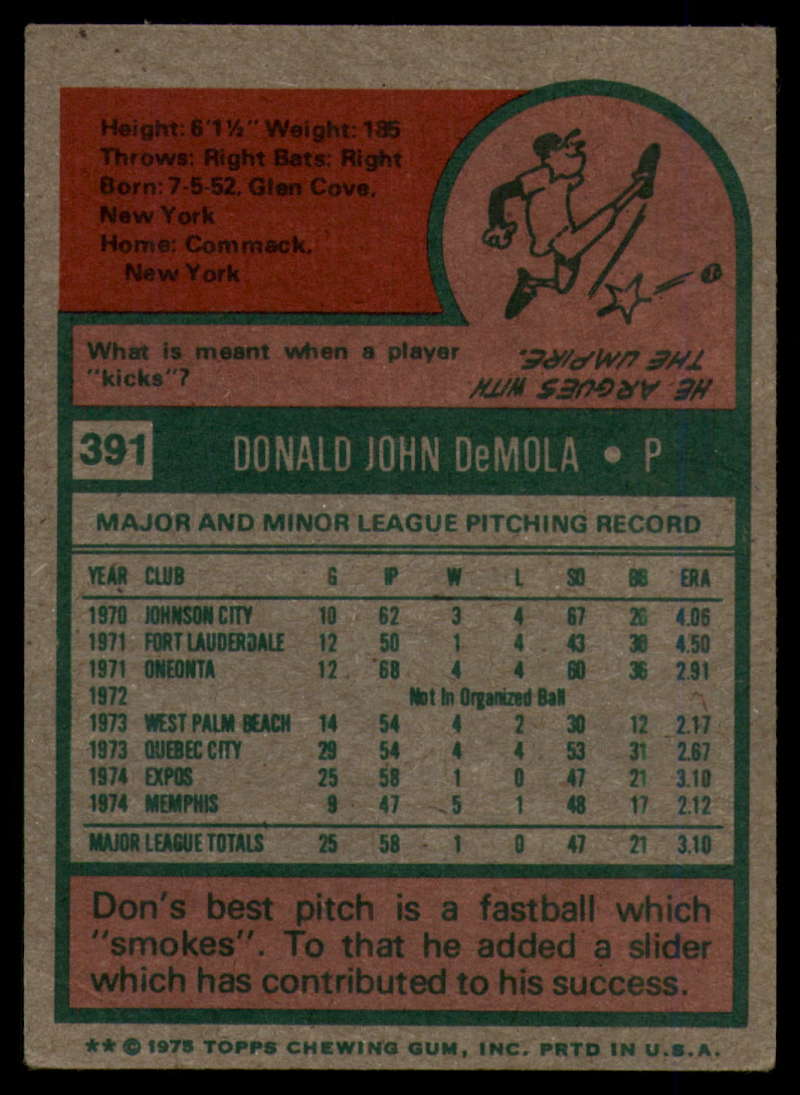 Height: 6'1½" Weight: 185
Throws: Right Bats: Right
Born: 7-5-52, Glen Cove,
New York
Home: Commack,
New York
What is meant when a player
"kicks"?
HE ARGUES WITH
THE UMPIRE.
391 DONALD JOHN DeMOLA • P
MAJOR AND MINOR LEAGUE PITCHING RECORD
YEAR CLUB G IP W L SO BB ERA
1970 JOHNSON CITY 10 62 3 4 67 26 4.06
1971 FORT LAUDERDALE 12 50 1 4 43 30 4.50
1971 ONEONTA 12 68 4 4 60 36 2.91
1972 Not In Organized Ball
1973 WEST PALM BEACH 14 54 4 2 30 12 2.17
1973 QUEBEC CITY 29 54 4 4 53 31 2.67
1974 EXPOS 25 58 1 0 47 21 3.10
1974 MEMPHIS 9 47 5 1 48 17 2.12
MAJOR LEAGUE TOTALS 25 58 1 0 47 21 3.10
Don's best pitch is a fastball which
"smokes". To that he added a slider
which has contributed to his success.
** © 1975 TOPPS CHEWING GUM, INC. PRTD IN U.S.A.